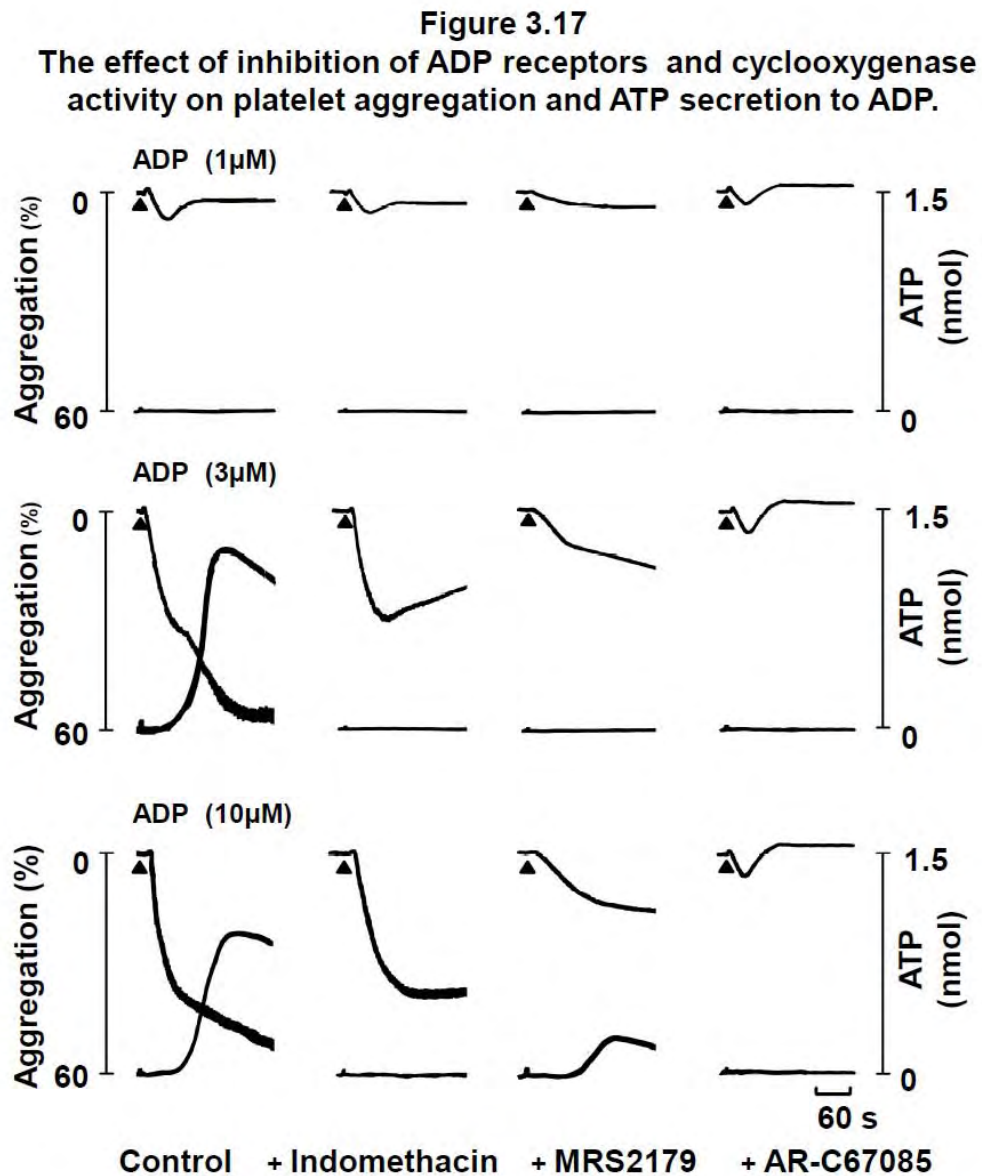 Figure 3.17
The effect of inhibition of ADP receptors and cyclooxygenase
activity on platelet aggregation and ATP secretion to ADP.
ADP (1µM)
0
60
Aggregation (%)
1.5
0
ATP
(nmol)
ADP (3µM)
0
60
Aggregation (%)
1.5
0
ATP
(nmol)
ADP (10µM)
0
60
Aggregation (%)
1.5
0
ATP
(nmol)
60 s
Control + Indomethacin + MRS2179 + AR-C67085